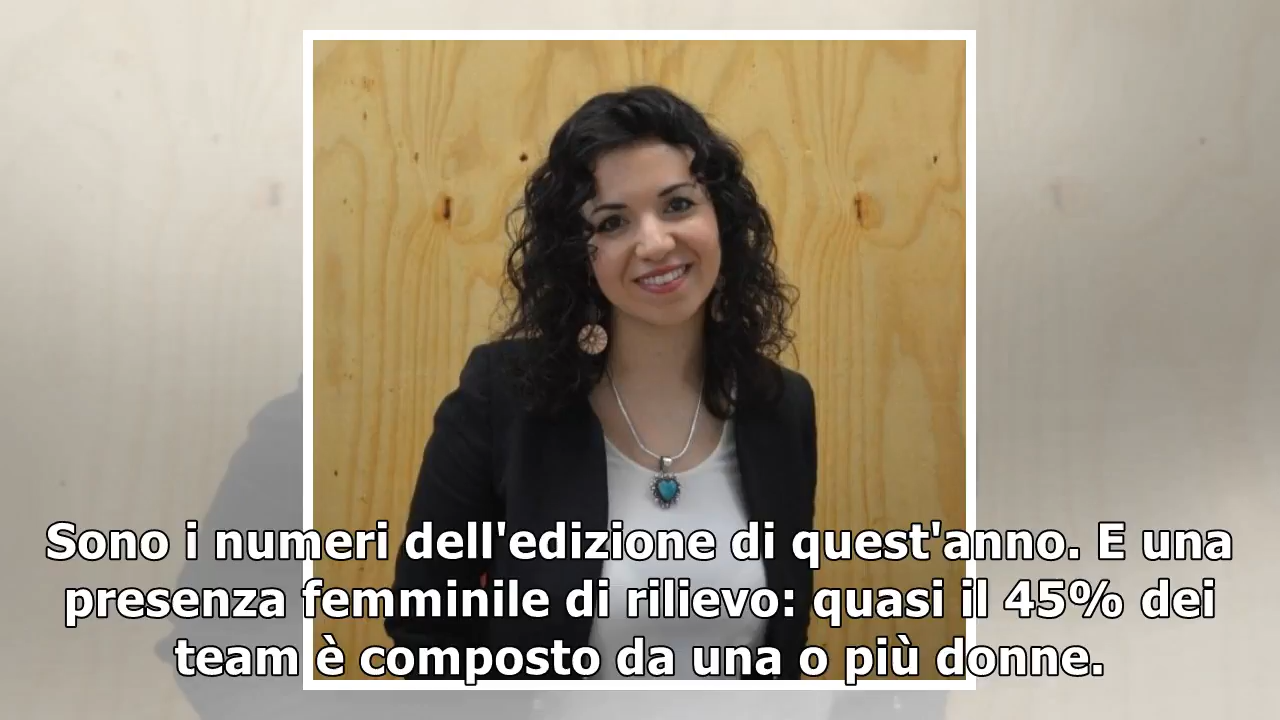 Sono i numeri dell'edizione di quest'anno. E una
presenza femminile di rilievo: quasi il 45% dei
team è composto da una o più donne.